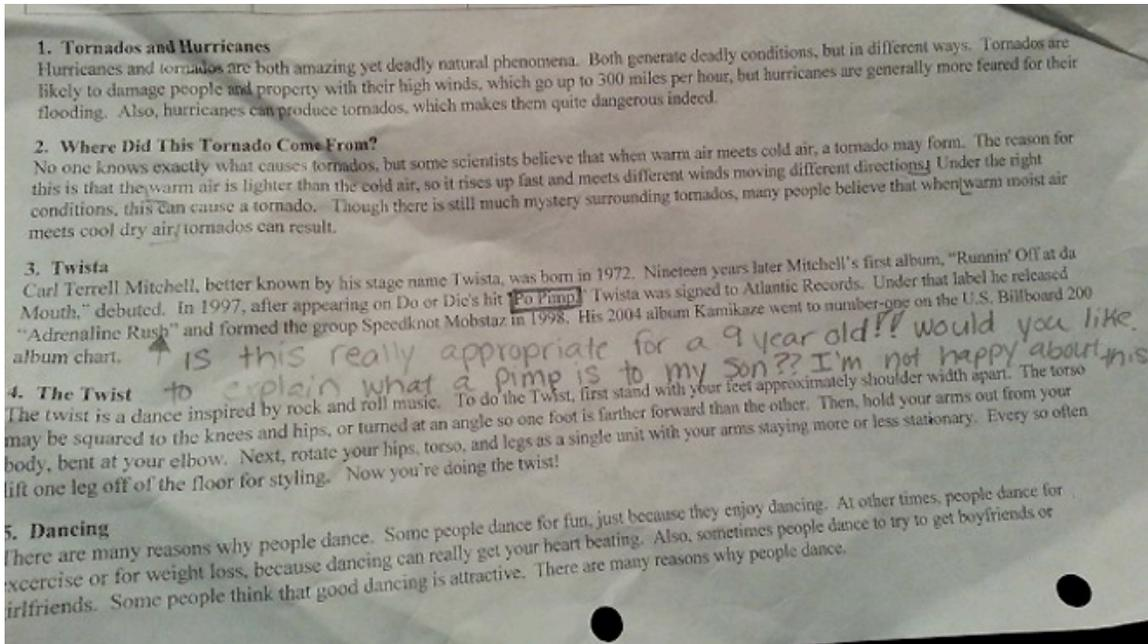 1. Tornados and Hurricanes
Hurricanes and tornados are both amazing yet deadly natural phenomena. Both generate deadly conditions, but in different ways. Tornados are
likely to damage people and property with their high winds, which go up to 300 miles per hour, but hurricanes are generally more feared for their
flooding. Also, hurricanes can produce tornados, which makes them quite dangerous indeed.
2. Where Did This Tornado Come From?
No one knows exactly what causes tornados, but some scientists believe that when warm air meets cold air, a tornado may form. The reason for
this is that the warm air is lighter than the cold air, so it rises up fast and meets different winds moving different directions. Under the right
conditions, this can cause a tornado. Though there is still much mystery surrounding tornados, many people believe that when warm moist air
meets cool dry air, tornados can result.
3. Twista
Carl Terrell Mitchell, better known by his stage name Twista, was born in 1972. Nineteen years later Mitchell's first album, "Runnin' Off at da
Mouth," debuted. In 1997, after appearing on Do or Die's hit "Po Pimp," Twista was signed to Atlantic Records. Under that label he released
"Adrenaline Rush" and formed the group Speedknot Mobstaz in 1998. His 2004 album Kamikaze went to number-one on the U.S. Billboard 200
album chart.
Is this really appropriate for a 9 year old!! would you like
to explain what a pimp is to my son?? I'm not happy about this
4. The Twist
The twist is a dance inspired by rock and roll music. To do the Twist, first stand with your feet approximately shoulder width apart. The torso
may be squared to the knees and hips, or turned at an angle so one foot is farther forward than the other. Then, hold your arms out from your
body, bent at your elbow. Next, rotate your hips, torso, and legs as a single unit with your arms staying more or less stationary. Every so often
lift one leg off of the floor for styling. Now you're doing the twist!
5. Dancing
There are many reasons why people dance. Some people dance for fun, just because they enjoy dancing. At other times, people dance for
excercise or for weight loss, because dancing can really get your heart beating. Also, sometimes people dance to try to get boyfriends or
girlfriends. Some people think that good dancing is attractive. There are many reasons why people dance.